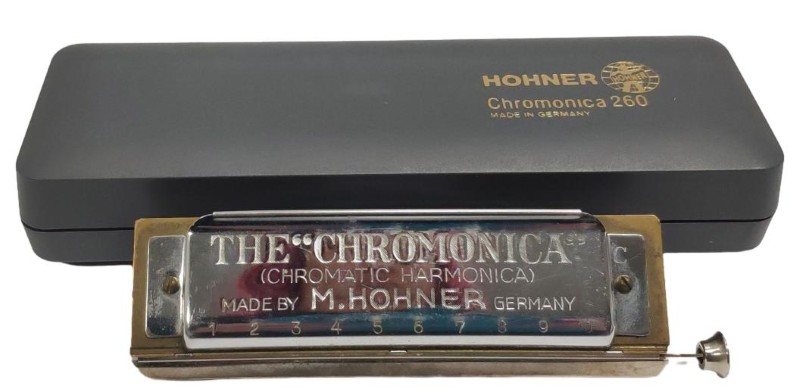 HOHNER
HOHNER
Chromonica 260
MADE IN GERMANY
THE “CHROMONICA”
(CHROMATIC HARMONICA)
C
MADE BY M.HOHNER GERMANY
1 2 3 4 5 6 7 8 9